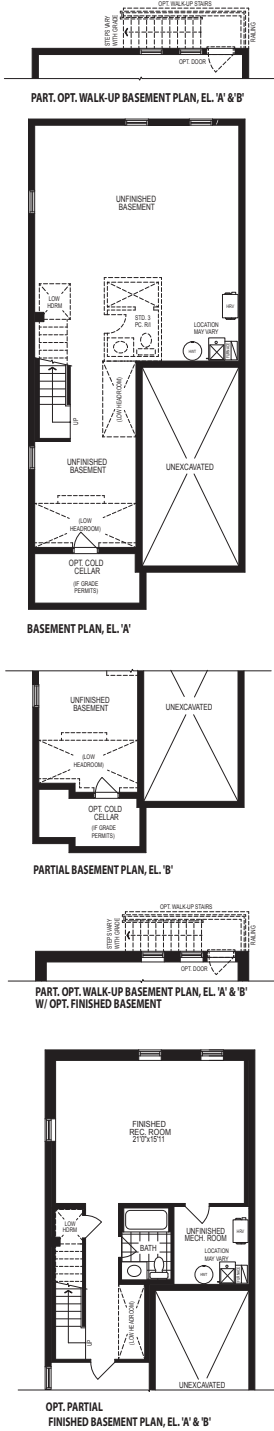 OPT. WALK-UP STAIRS
STEPS VARY
WITH GRADE
RAILING
OPT. DOOR
PART. OPT. WALK-UP BASEMENT PLAN, EL. 'A' &'B'
UNFINISHED
BASEMENT
LOW
HDRM
STD. 3
PC. R/I
LOCATION
MAY VARY
HRV
HWT
UP
(LOW HEADROOM)
UNFINISHED
BASEMENT
UNEXCAVATED
(LOW
HEADROOM)
OPT. COLD
CELLAR
(IF GRADE
PERMITS)
BASEMENT PLAN, EL. 'A'
UNFINISHED
BASEMENT
UNEXCAVATED
(LOW
HEADROOM)
OPT. COLD
CELLAR
(IF GRADE
PERMITS)
PARTIAL BASEMENT PLAN, EL. 'B'
OPT. WALK-UP STAIRS
STEPS VARY
WITH GRADE
RAILING
OPT. DOOR
PART. OPT. WALK-UP BASEMENT PLAN, EL. 'A' & 'B'
W/ OPT. FINISHED BASEMENT
FINISHED
REC. ROOM
21'0"x15'11
LOW
HDRM
BATH
UNFINISHED
MECH. ROOM
HRV
LOCATION
MAY VARY
HWT
UP
(LOW HEADROOM)
UNEXCAVATED
OPT. PARTIAL
FINISHED BASEMENT PLAN, EL. 'A' & 'B'